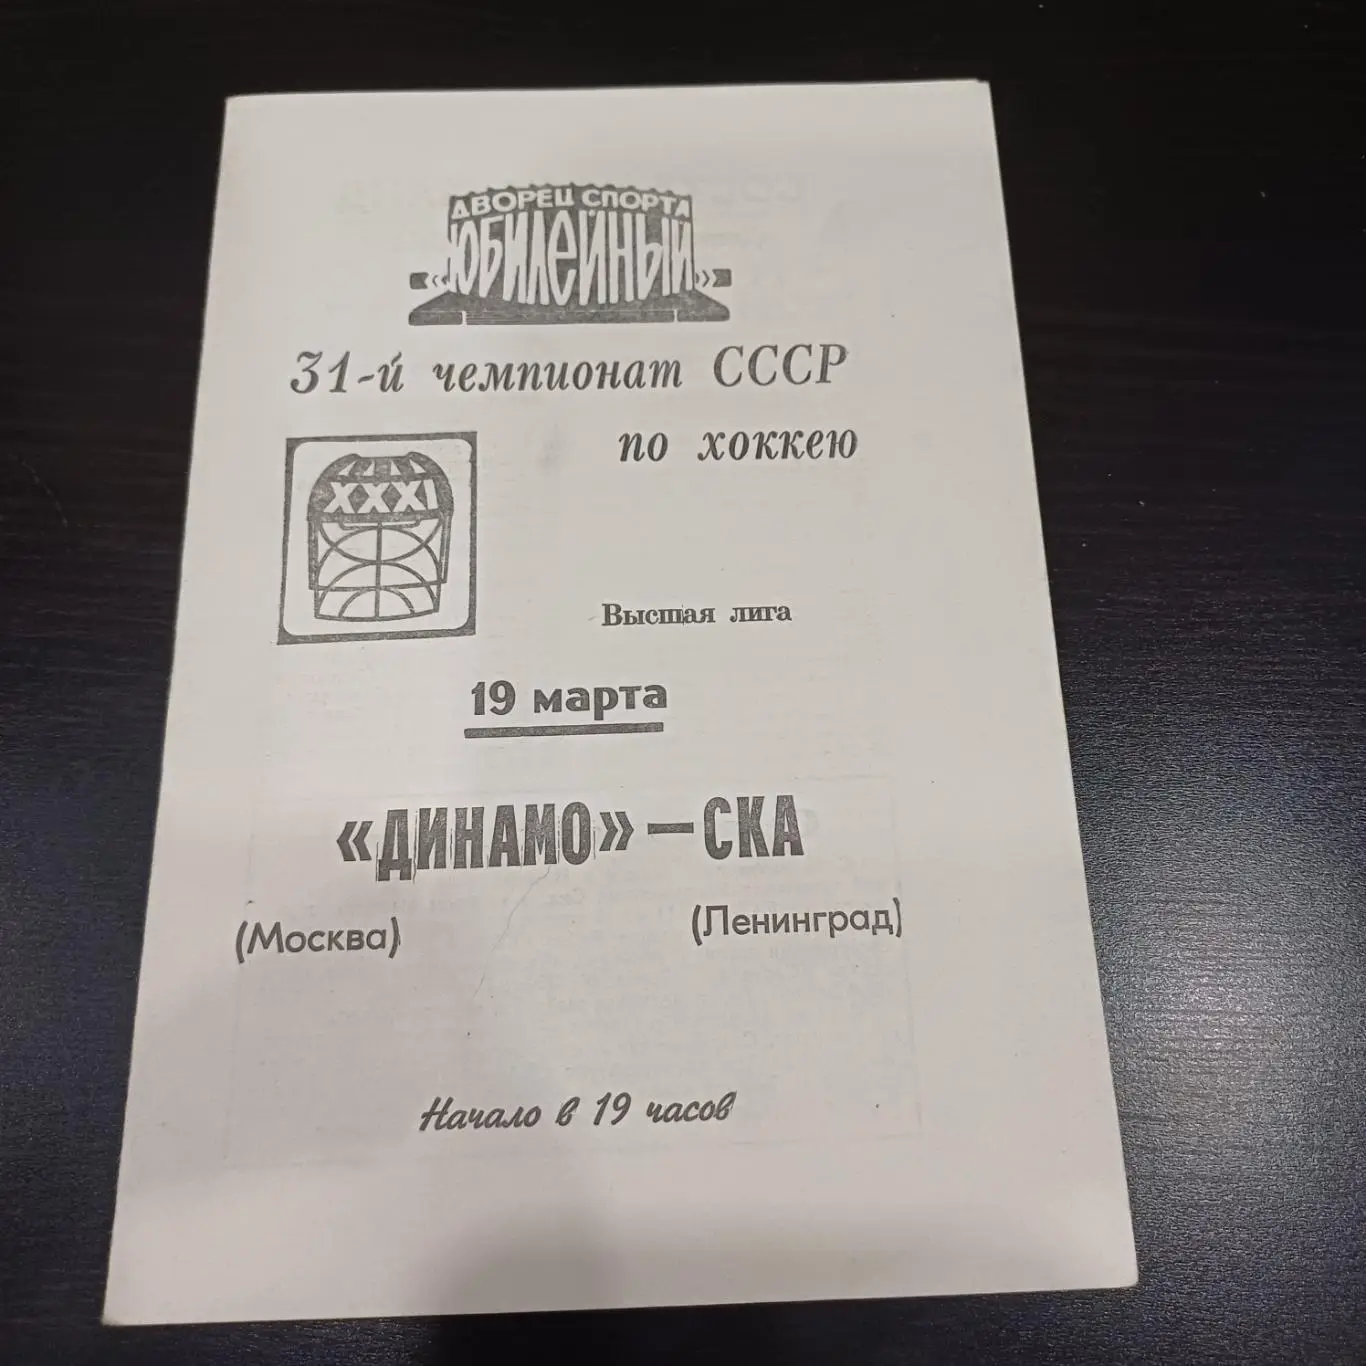 ДВОРЕЦ СПОРТА
«ЮБИЛЕЙНЫЙ»
31-й чемпионат СССР
по хоккею
XXXI
Высшая лига
19 марта
«ДИНАМО» — СКА
(Москва) (Ленинград)
Начало в 19 часов